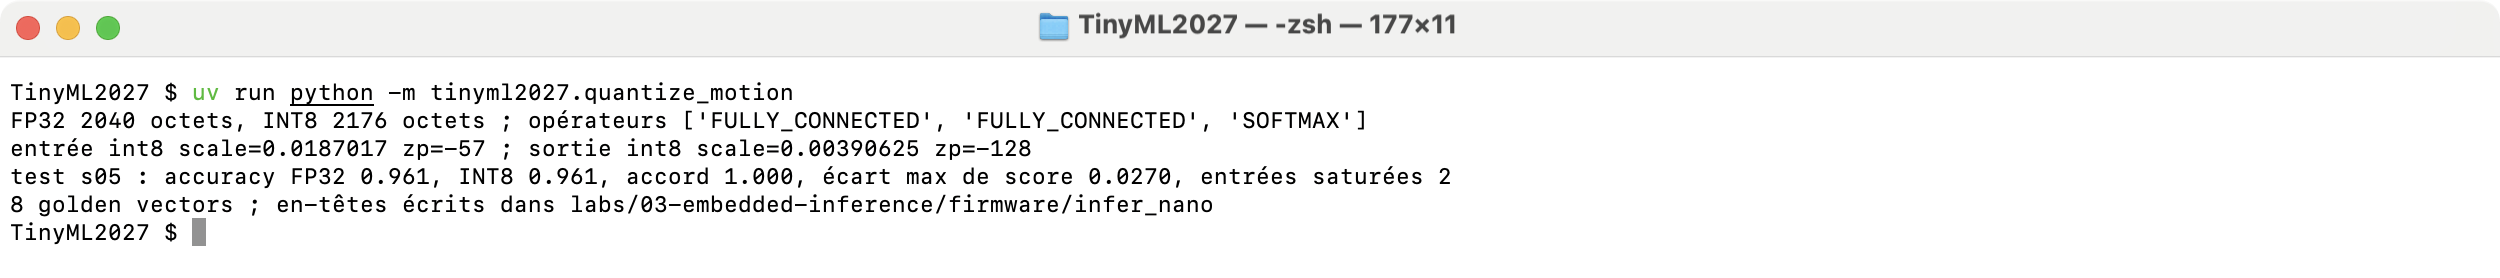 TinyML2027 — -zsh — 177×11
TinyML2027 $ uv run python -m tinyml2027.quantize_motion
FP32 2040 octets, INT8 2176 octets ; opérateurs ['FULLY_CONNECTED', 'FULLY_CONNECTED', 'SOFTMAX']
entrée int8 scale=0.0187017 zp=-57 ; sortie int8 scale=0.00390625 zp=-128
test s05 : accuracy FP32 0.961, INT8 0.961, accord 1.000, écart max de score 0.0270, entrées saturées 2
8 golden vectors ; en-têtes écrits dans labs/03-embedded-inference/firmware/infer_nano
TinyML2027 $